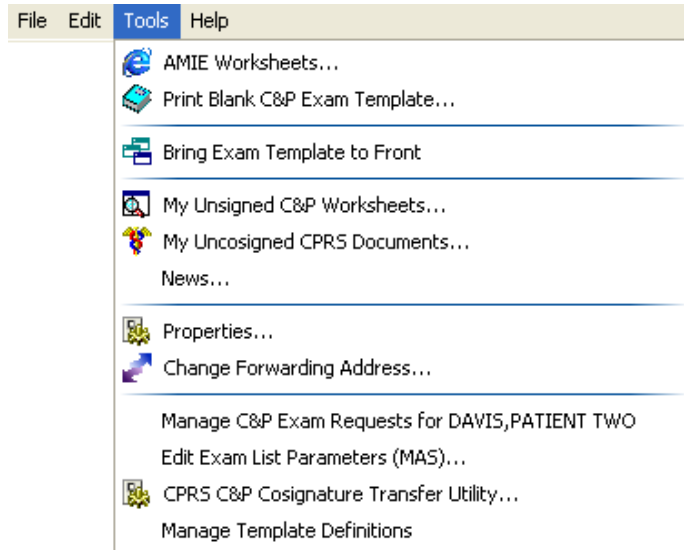 File Edit Tools Help
AMIE Worksheets...
Print Blank C&P Exam Template...
Bring Exam Template to Front
My Unsigned C&P Worksheets...
My Uncosigned CPRS Documents...
News...
Properties...
Change Forwarding Address...
Manage C&P Exam Requests for DAVIS,PATIENT TWO
Edit Exam List Parameters (MAS)...
CPRS C&P Cosignature Transfer Utility...
Manage Template Definitions